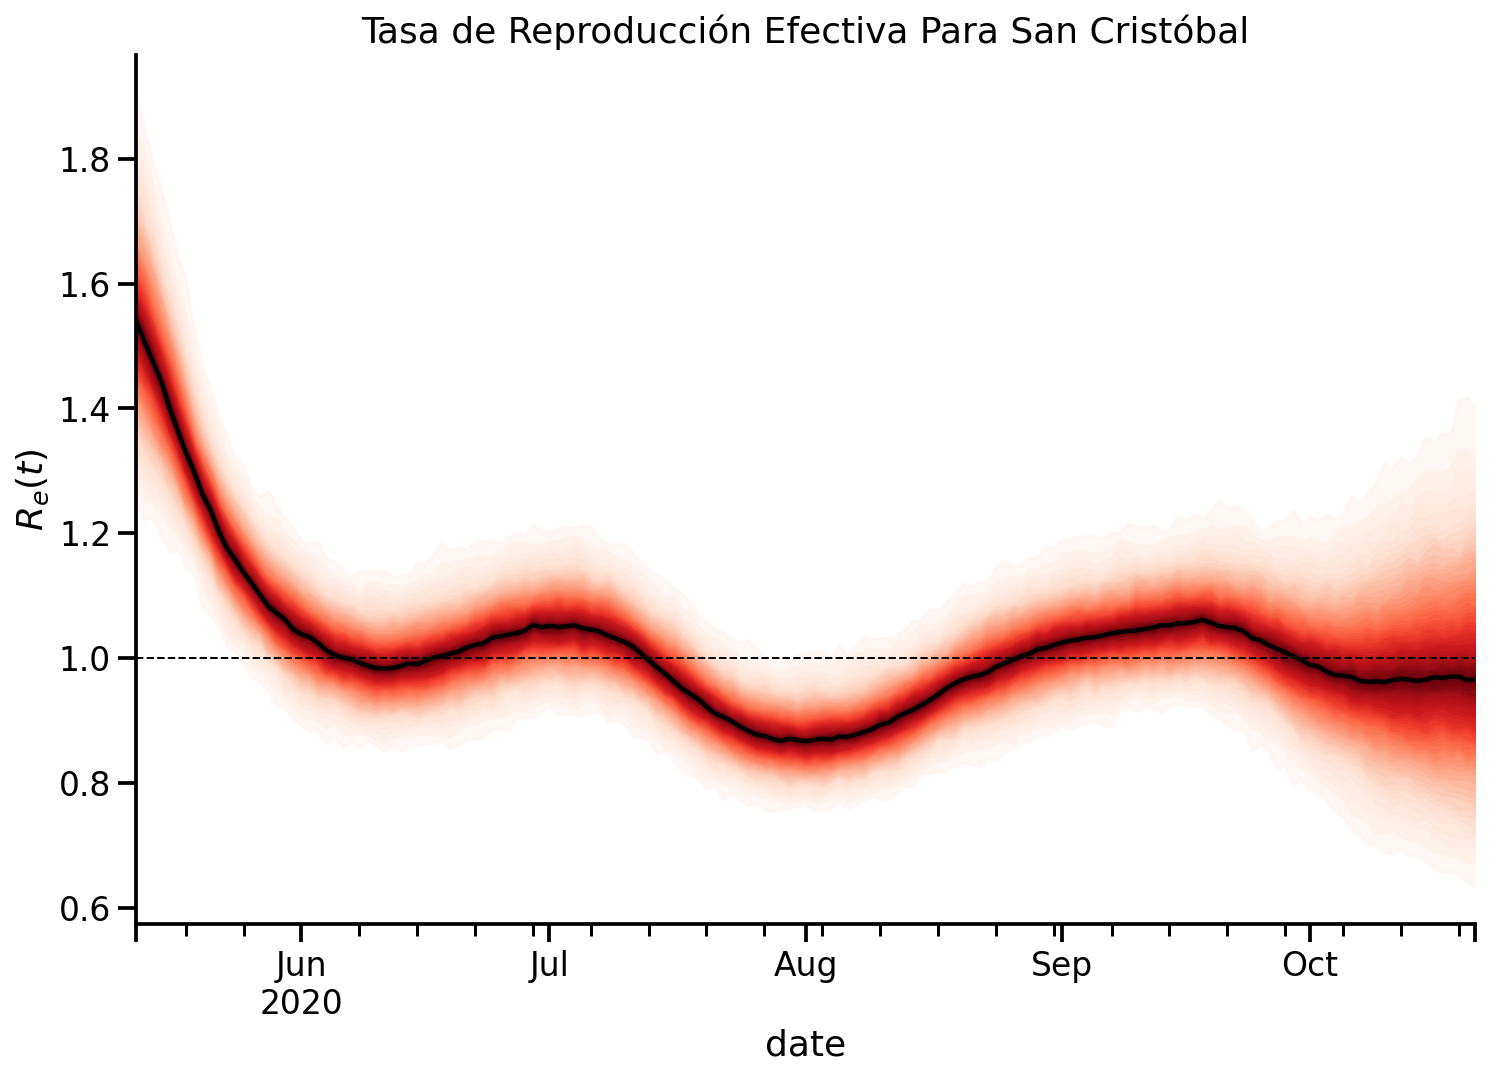 Tasa de Reproducción Efectiva Para San Cristóbal
1.8
1.6
1.4
1.2
1.0
0.8
0.6
R_e(t)
Jun Jul Aug Sep Oct
2020
date